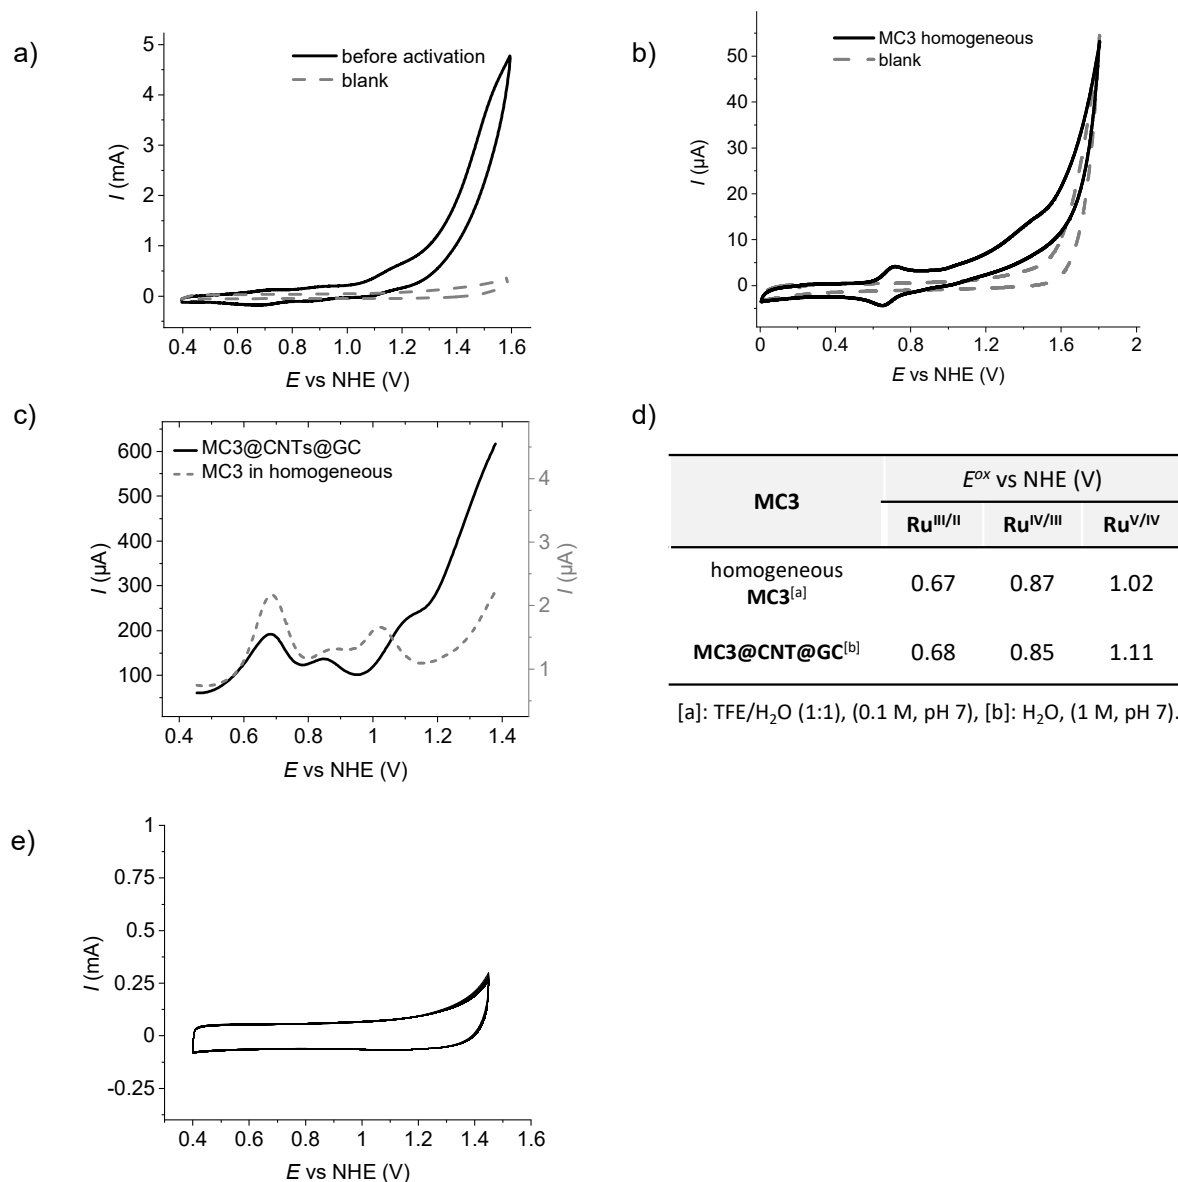 a)
before activation
blank
I (mA)
5
4
3
2
1
0
0.4 0.6 0.8 1.0 1.2 1.4 1.6
E vs NHE (V)
b)
MC3 homogeneous
blank
I (µA)
50
40
30
20
10
0
0 0.4 0.8 1.2 1.6 2
E vs NHE (V)
c)
MC3@CNTs@GC
MC3 in homogeneous
I (µA)
600
500
400
300
200
100
I (µA)
4
3
2
1
0.4 0.6 0.8 1 1.2 1.4
E vs NHE (V)
d)
MC3 E^ox vs NHE (V)
Ru^III/II Ru^IV/III Ru^V/IV
homogeneous
MC3[a] 0.67 0.87 1.02
MC3@CNT@GC[b] 0.68 0.85 1.11
[a]: TFE/H₂O (1:1), (0.1 M, pH 7), [b]: H₂O, (1 M, pH 7).
e)
I (mA)
1
0.75
0.5
0.25
0
-0.25
0.4 0.6 0.8 1 1.2 1.4 1.6
E vs NHE (V)